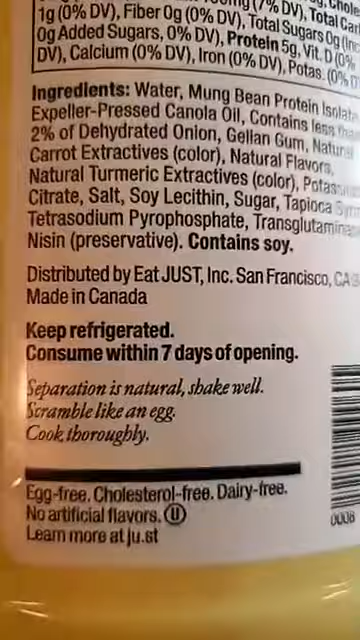 1g (0% DV), Fiber 0g (0% DV), Total Sugars 0g
0g Added Sugars, 0% DV), Protein 5g, Vit. D (0%
DV), Calcium (0% DV), Iron (0% DV), Potas. (0%
Ingredients: Water, Mung Bean Protein Isolate
Expeller-Pressed Canola Oil, Contains less than
2% of Dehydrated Onion, Gellan Gum, Natural
Carrot Extractives (color), Natural Flavors,
Natural Turmeric Extractives (color),
Citrate, Salt, Soy Lecithin, Sugar, Tapioca
Tetrasodium Pyrophosphate, Transglutaminase
Nisin (preservative). Contains soy.
Distributed by Eat JUST, Inc. San Francisco, CA
Made in Canada
Keep refrigerated.
Consume within 7 days of opening.
Separation is natural, shake well.
Scramble like an egg.
Cook thoroughly.
Egg-free. Cholesterol-free. Dairy-free.
No artificial flavors. U
Learn more at ju.st
0008